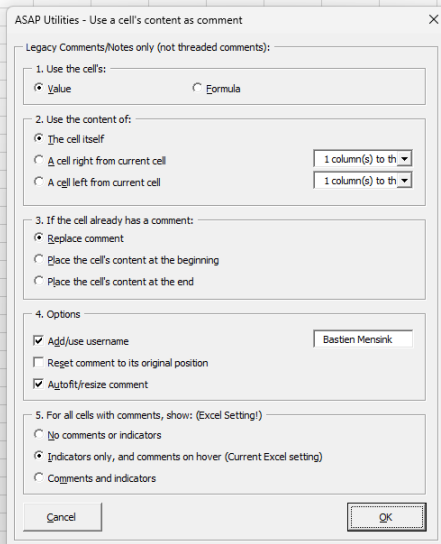 ASAP Utilities - Use a cell's content as comment
Legacy Comments/Notes only (not threaded comments):
1. Use the cell's:
Value
Formula
2. Use the content of:
The cell itself
A cell right from current cell
1 column(s) to th
A cell left from current cell
1 column(s) to th
3. If the cell already has a comment:
Replace comment
Place the cell's content at the beginning
Place the cell's content at the end
4. Options
Add/use username
Bastien Mensink
Reset comment to its original position
Autofit/resize comment
5. For all cells with comments, show: (Excel Setting!)
No comments or indicators
Indicators only, and comments on hover (Current Excel setting)
Comments and indicators
Cancel
OK